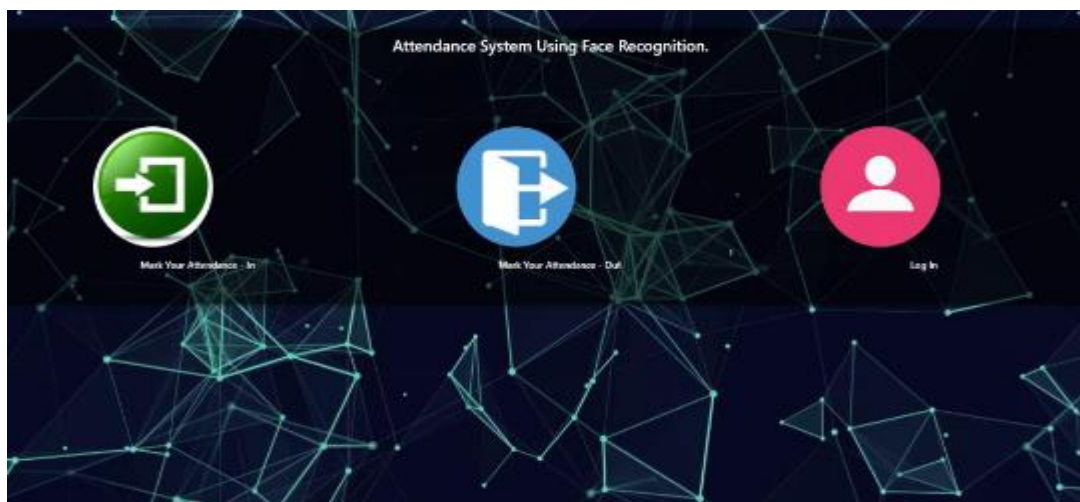 Attendance System Using Face Recognition.
Mark Your Attendance - In
Mark Your Attendance - Out
Log In